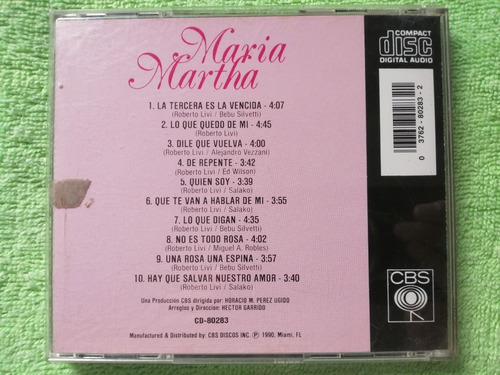 Maria
Martha
COMPACT
disc
DIGITAL AUDIO
1. LA TERCERA ES LA VENCIDA - 4:07
(Roberto Livi / Bebu Silvetti)
2. LO QUE QUEDO DE MI - 4:45
(Roberto Livi)
3. DILE QUE VUELVA - 4:00
(Roberto Livi / Alejandro Vezzani)
4. DE REPENTE - 3:42
(Roberto Livi / Ed Wilson)
5. QUIEN SOY - 3:39
(Roberto Livi / Salako)
6. QUE TE VAN A HABLAR DE MI - 3:55
(Roberto Livi / Salako)
7. LO QUE DIGAN - 4:35
(Roberto Livi / Bebu Silvetti)
8. NO ES TODO ROSA - 4:02
(Roberto Livi / Miguel A. Robles)
9. UNA ROSA UNA ESPINA - 3:57
(Roberto Livi / Bebu Silvetti)
10. HAY QUE SALVAR NUESTRO AMOR - 3:40
(Roberto Livi / Salako)
Una Producción CBS dirigida por: HORACIO M. PEREZ UGIDO
Arreglos y Direccion: HECTOR GARRIDO
CD-80283
Manufactured & Distributed by: CBS DISCOS INC. ℗ 1990, Miami, FL
0 3762-80283-2
CBS